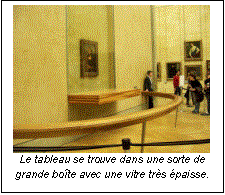 Le tableau se trouve dans une sorte de
grande boîte avec une vitre très épaisse.